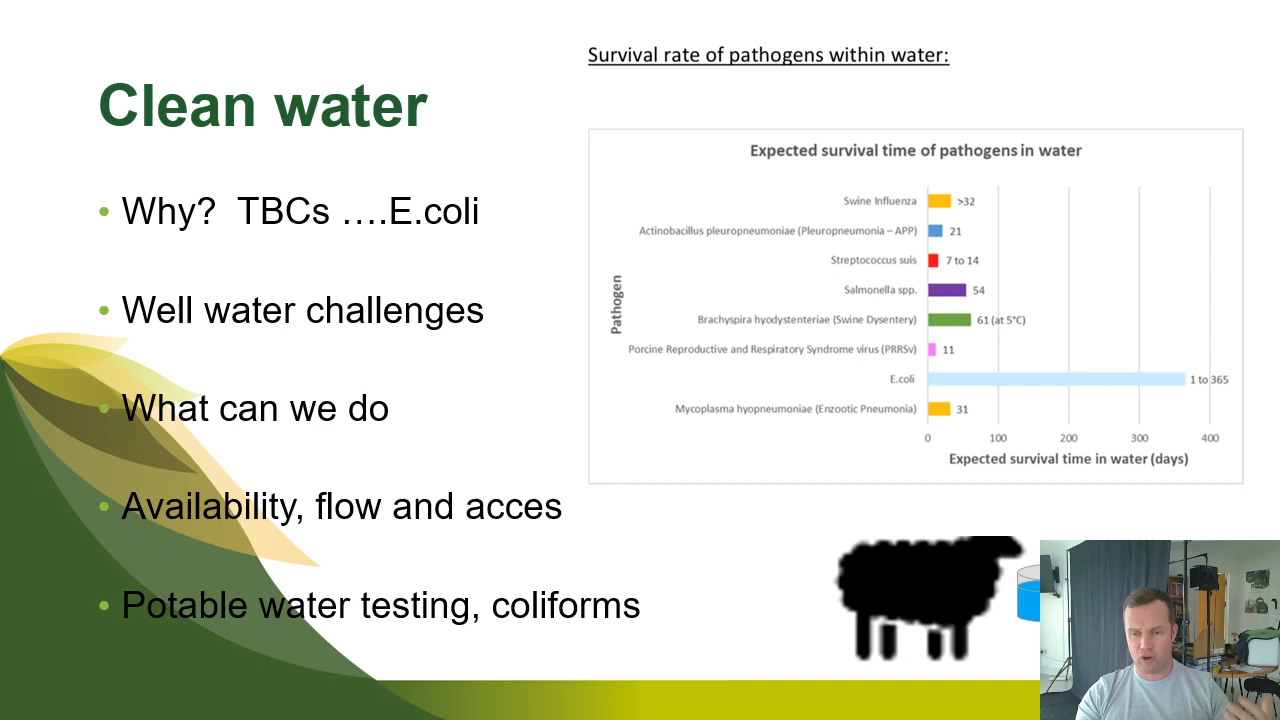 Survival rate of pathogens within water:
Clean water
• Why?  TBCs ….E.coli
• Well water challenges
• What can we do
• Availability, flow and acces
• Potable water testing, coliforms
Expected survival time of pathogens in water
Pathogen
Swine Influenza >32
Actinobacillus pleuropneumoniae (Pleuropneumonia – APP) 21
Streptococcus suis 7 to 14
Salmonella spp. 54
Brachyspira hyodystenteriae (Swine Dysentery) 61 (at 5°C)
Porcine Reproductive and Respiratory Syndrome virus (PRRSv) 11
E.coli 1 to 365
Mycoplasma hyopneumoniae (Enzootic Pneumonia) 31
0 100 200 300 400
Expected survival time in water (days)